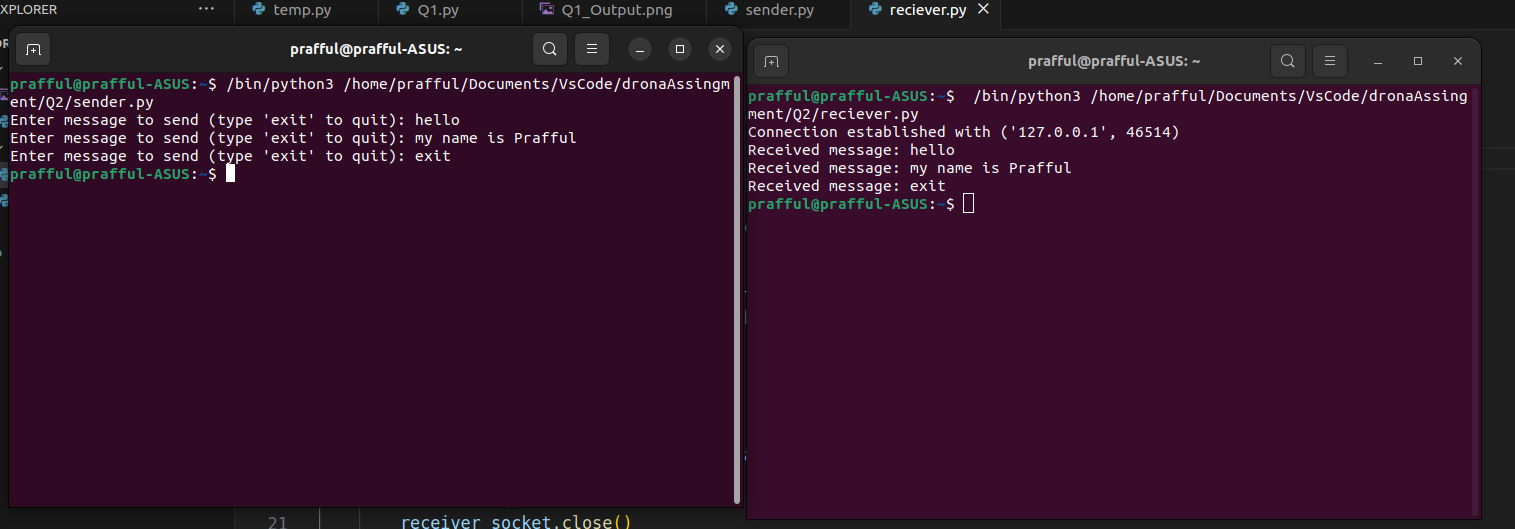 XPLORER
···
temp.py
Q1.py
Q1_Output.png
sender.py
reciever.py
prafful@prafful-ASUS: ~
prafful@prafful-ASUS:~$ /bin/python3 /home/prafful/Documents/VsCode/dronaAssingm
ent/Q2/sender.py
Enter message to send (type 'exit' to quit): hello
Enter message to send (type 'exit' to quit): my name is Prafful
Enter message to send (type 'exit' to quit): exit
prafful@prafful-ASUS:~$
prafful@prafful-ASUS: ~
prafful@prafful-ASUS:~$  /bin/python3 /home/prafful/Documents/VsCode/dronaAssing
ment/Q2/reciever.py
Connection established with ('127.0.0.1', 46514)
Received message: hello
Received message: my name is Prafful
Received message: exit
prafful@prafful-ASUS:~$
21 receiver_socket.close()